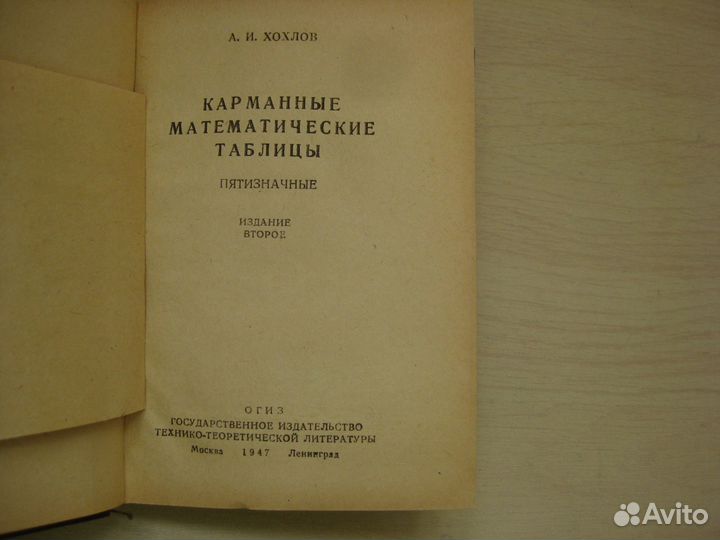 А. И. ХОХЛОВ
КАРМАННЫЕ
МАТЕМАТИЧЕСКИЕ
ТАБЛИЦЫ
ПЯТИЗНАЧНЫЕ
ИЗДАНИЕ
ВТОРОЕ
ОГИЗ
ГОСУДАРСТВЕННОЕ ИЗДАТЕЛЬСТВО
ТЕХНИКО-ТЕОРЕТИЧЕСКОЙ ЛИТЕРАТУРЫ
Москва 1947 Ленинград
Avito